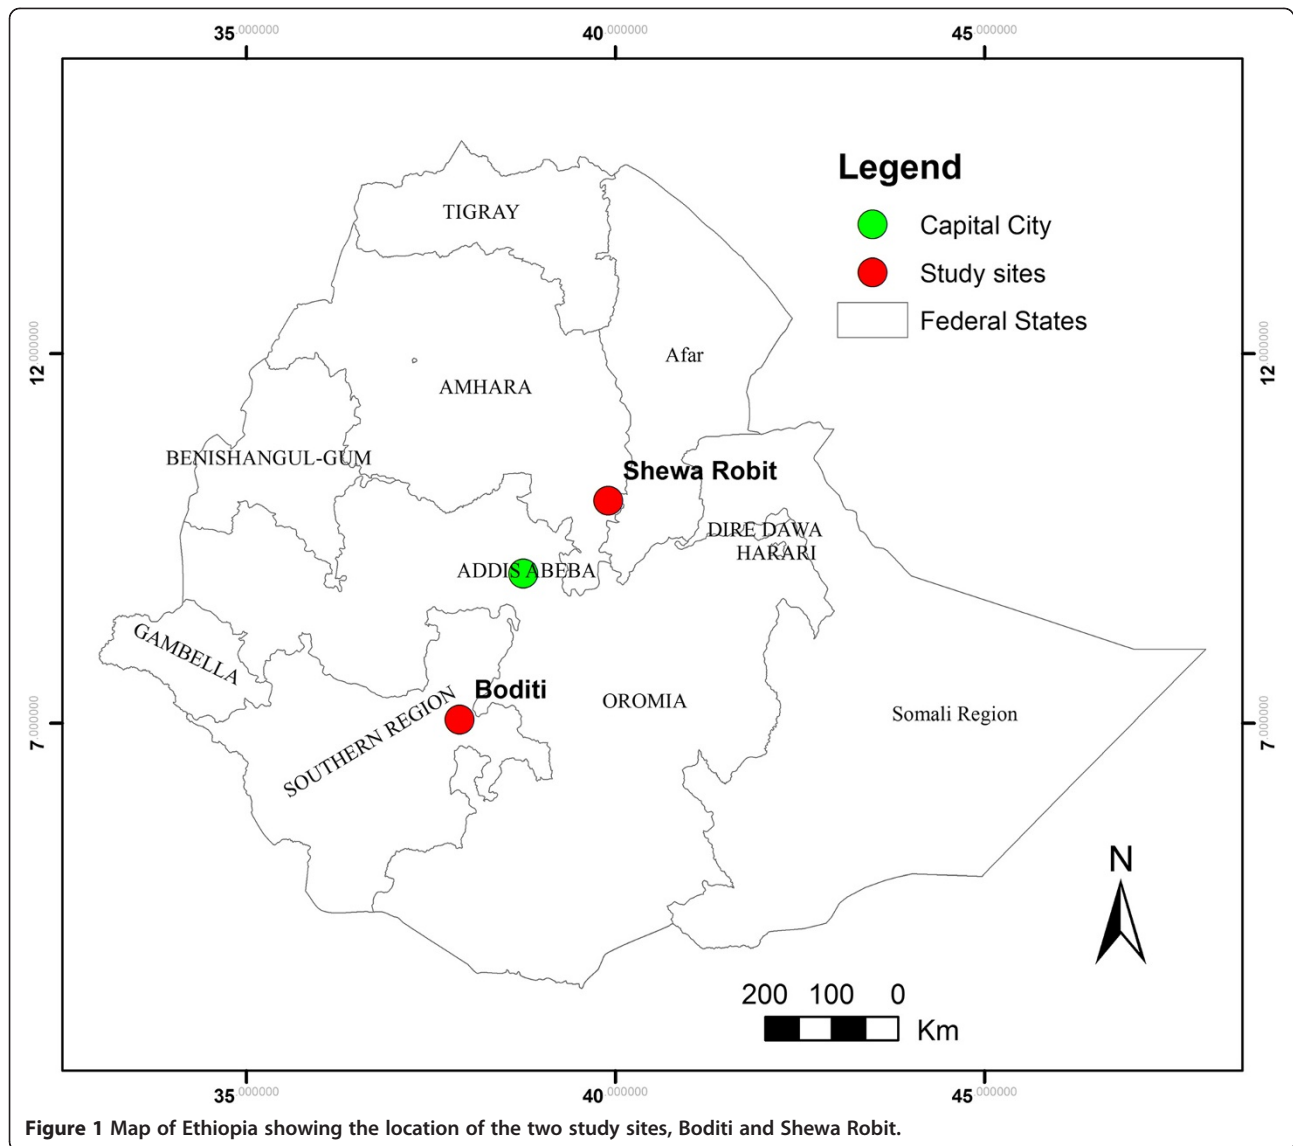 35.000000 40.000000 45.000000
Legend
Capital City
Study sites
Federal States
TIGRAY
12.000000 12.000000
Afar
AMHARA
BENISHANGUL-GUM
Shewa Robit
DIRE DAWA
HARARI
ADDIS ABEBA
GAMBELLA
Boditi
SOUTHERN REGION
OROMIA
Somali Region
7.000000 7.000000
N
200 100 0
Km
35.000000 40.000000 45.000000
Figure 1 Map of Ethiopia showing the location of the two study sites, Boditi and Shewa Robit.